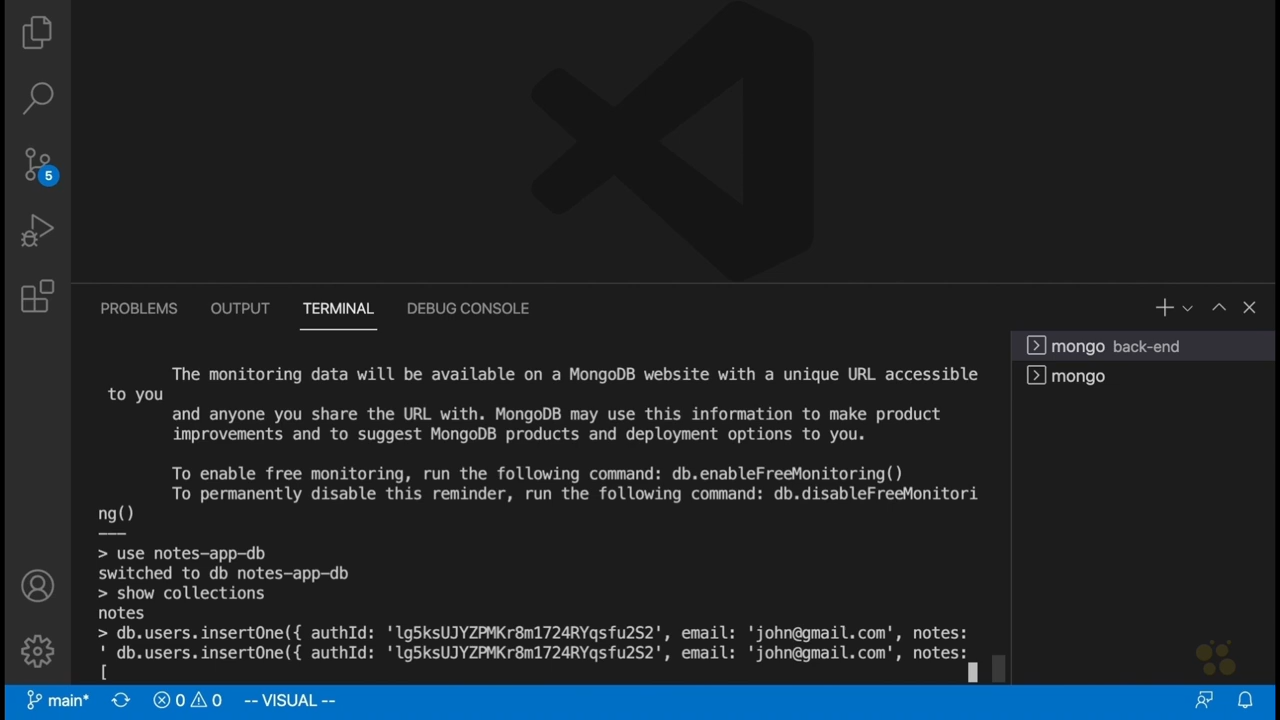 5
PROBLEMS OUTPUT TERMINAL DEBUG CONSOLE
mongo back-end
mongo
The monitoring data will be available on a MongoDB website with a unique URL accessible
to you
and anyone you share the URL with. MongoDB may use this information to make product
improvements and to suggest MongoDB products and deployment options to you.
To enable free monitoring, run the following command: db.enableFreeMonitoring()
To permanently disable this reminder, run the following command: db.disableFreeMonitori
ng()
---
> use notes-app-db
switched to db notes-app-db
> show collections
notes
> db.users.insertOne({ authId: 'lg5ksUJYZPMKr8m1724RYqsfu2S2', email: 'john@gmail.com', notes:
' db.users.insertOne({ authId: 'lg5ksUJYZPMKr8m1724RYqsfu2S2', email: 'john@gmail.com', notes:
[
main* 0 0 -- VISUAL --